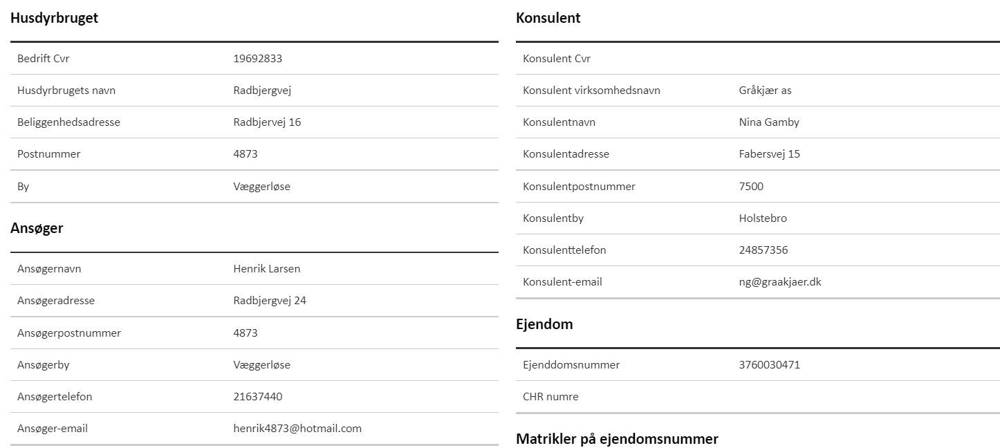 Husdyrbruget
Bedrift Cvr 19692833
Husdyrbrugets navn Radbjergvej
Beliggenhedsadresse Radbjervej 16
Postnummer 4873
By Væggerløse
Ansøger
Ansøgernavn Henrik Larsen
Ansøgeradresse Radbjergvej 24
Ansøgerpostnummer 4873
Ansøgerby Væggerløse
Ansøgertelefon 21637440
Ansøger-email henrik4873@hotmail.com
Konsulent
Konsulent Cvr
Konsulent virksomhedsnavn Gråkjær as
Konsulentnavn Nina Gamby
Konsulentadresse Fabersvej 15
Konsulentpostnummer 7500
Konsulentby Holstebro
Konsulenttelefon 24857356
Konsulent-email ng@graakjaer.dk
Ejendom
Ejenddomsnummer 3760030471
CHR numre
Matrikler på ejendomsnummer